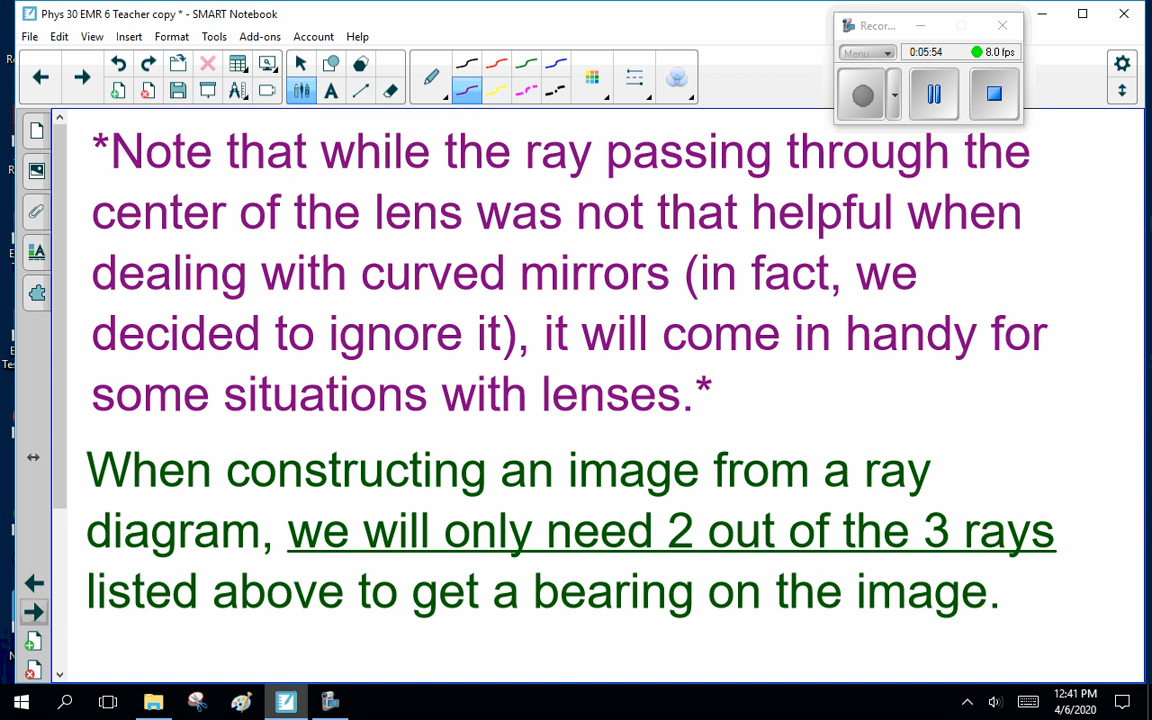 Phys 30 EMR 6 Teacher copy * - SMART Notebook
File Edit View Insert Format Tools Add-ons Account Help
Recor...
Menu 0:05:54 8.0 fps
*Note that while the ray passing through the
center of the lens was not that helpful when
dealing with curved mirrors (in fact, we
decided to ignore it), it will come in handy for
some situations with lenses.*
When constructing an image from a ray
diagram, we will only need 2 out of the 3 rays
listed above to get a bearing on the image.
12:41 PM
4/6/2020